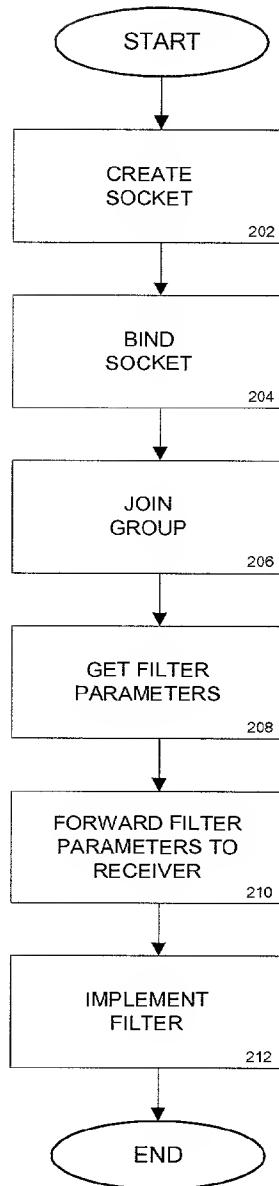 START
CREATE
SOCKET
202
BIND
SOCKET
204
JOIN
GROUP
206
GET FILTER
PARAMETERS
208
FORWARD FILTER
PARAMETERS TO
RECEIVER
210
IMPLEMENT
FILTER
212
END